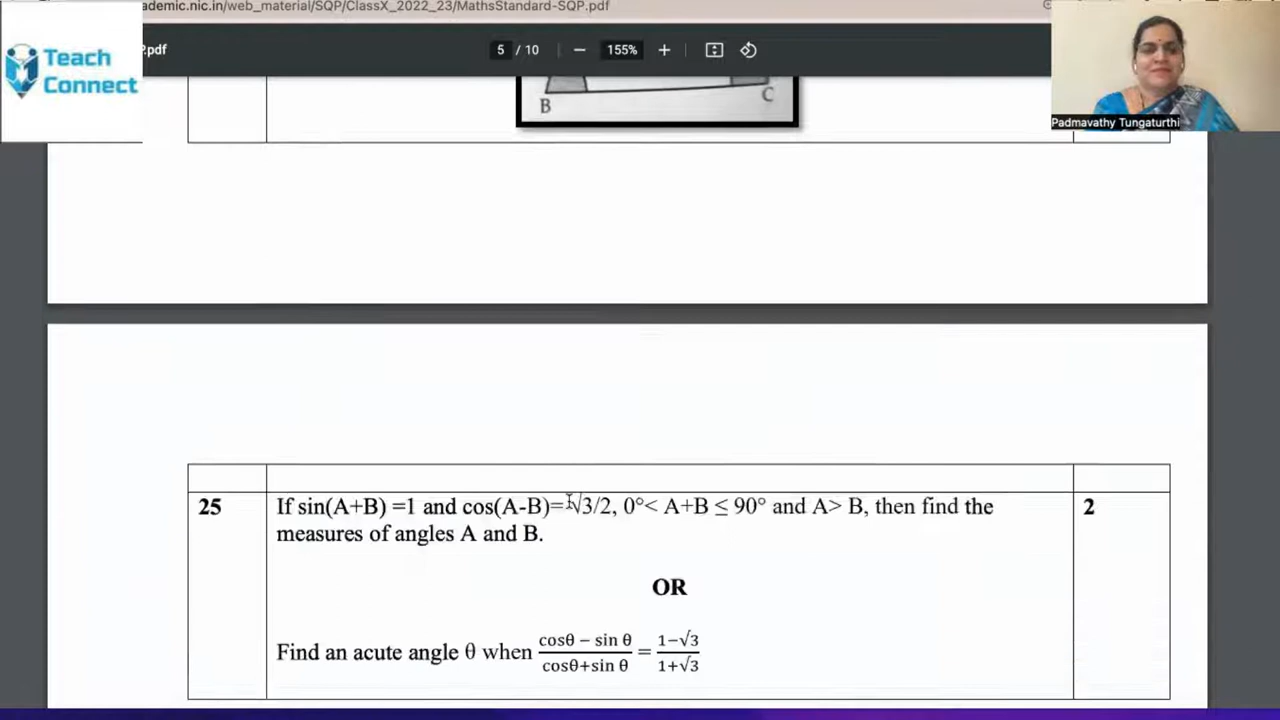 ademic.nic.in/web_material/SQP/ClassX_2022_23/MathsStandard-SQP.pdf
Teach
Connect
.pdf
5 / 10
155%
B
C
Padmavathy Tungaturthi
25
If sin(A+B) =1 and cos(A-B)= √3/2, 0°< A+B ≤ 90° and A> B, then find the
measures of angles A and B.
2
OR
Find an acute angle θ when (cosθ − sin θ)/(cosθ+sin θ) = (1−√3)/(1+√3)